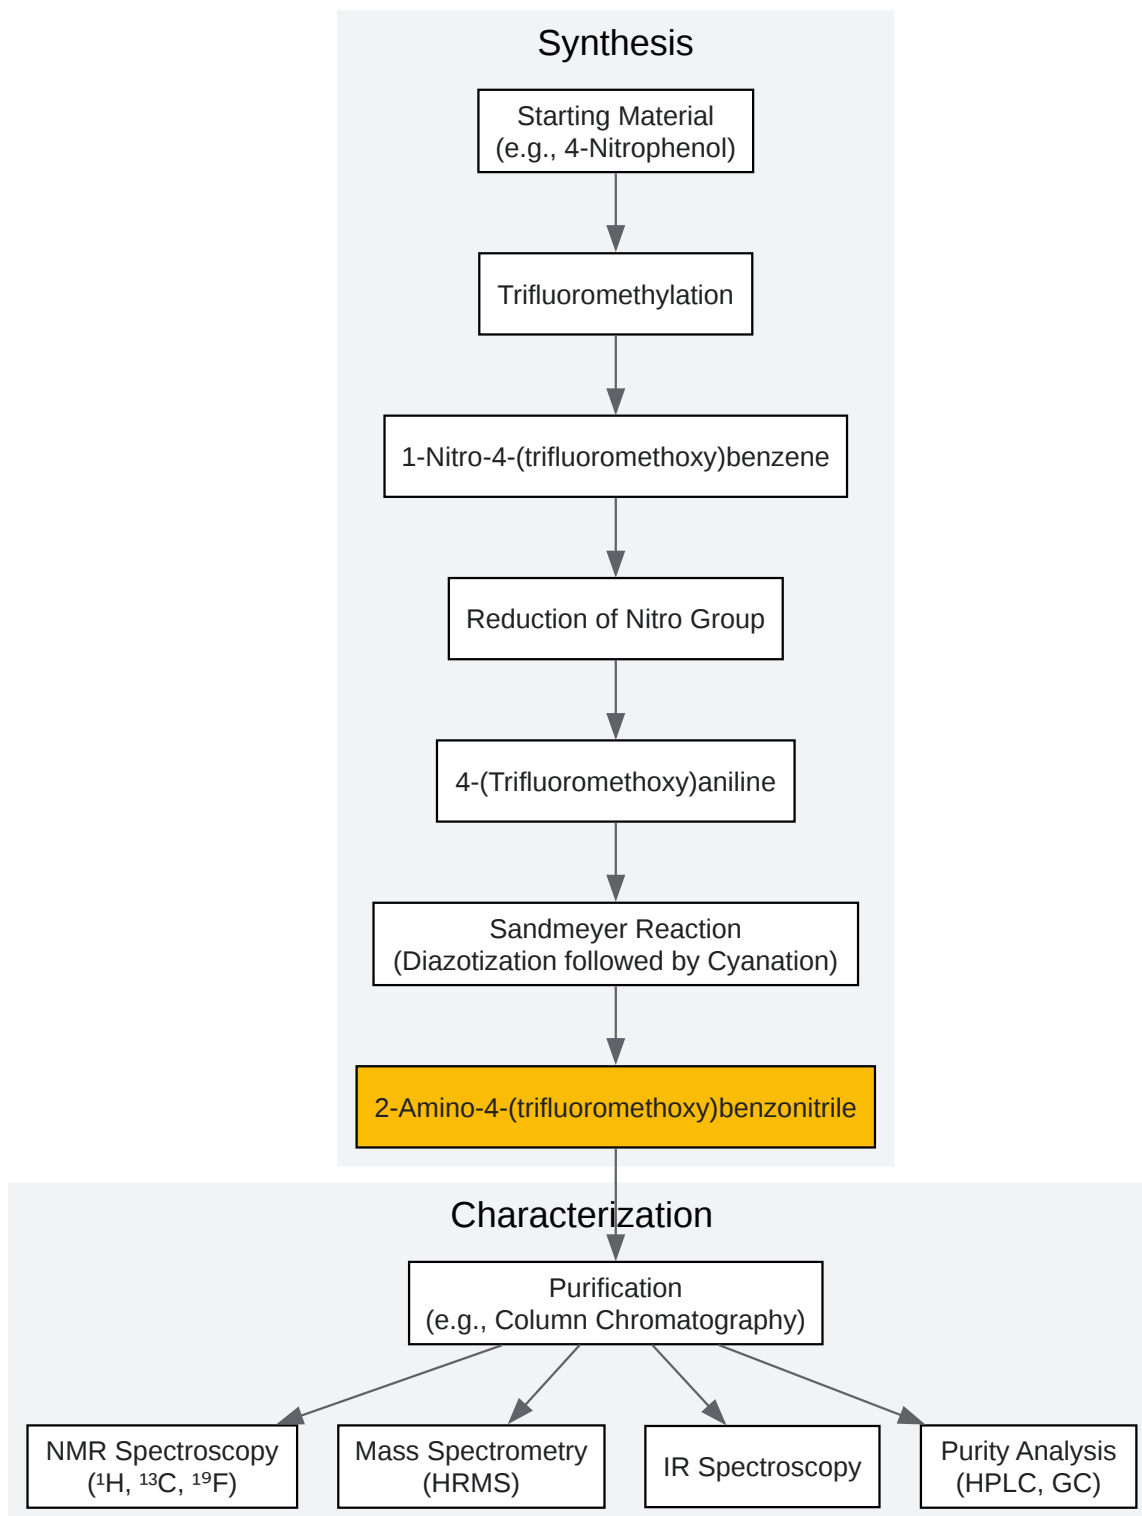 Synthesis
Starting Material
(e.g., 4-Nitrophenol)
Trifluoromethylation
1-Nitro-4-(trifluoromethoxy)benzene
Reduction of Nitro Group
4-(Trifluoromethoxy)aniline
Sandmeyer Reaction
(Diazotization followed by Cyanation)
2-Amino-4-(trifluoromethoxy)benzonitrile
Characterization
Purification
(e.g., Column Chromatography)
NMR Spectroscopy
(¹H, ¹³C, ¹⁹F)
Mass Spectrometry
(HRMS)
IR Spectroscopy
Purity Analysis
(HPLC, GC)